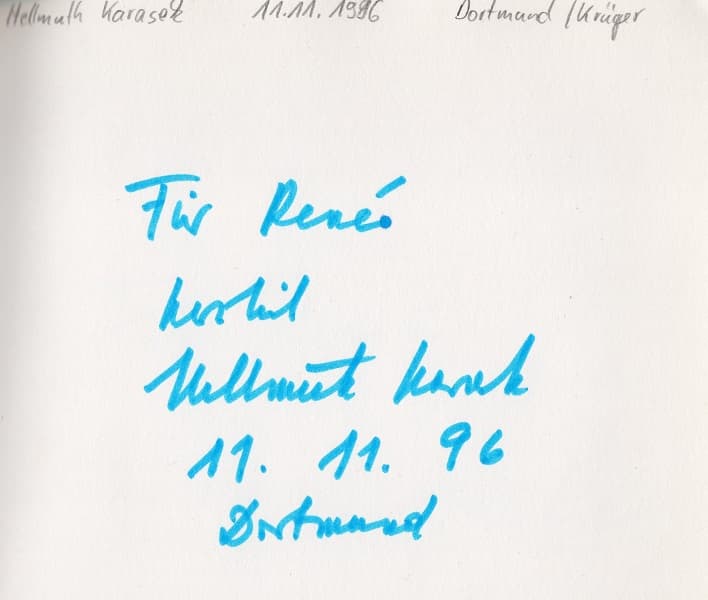 Hellmuth Karasek 11.11.1996 Dortmund/Krüger
Für René
herzlich
Hellmuth Karasek
11. 11. 96
Dortmund